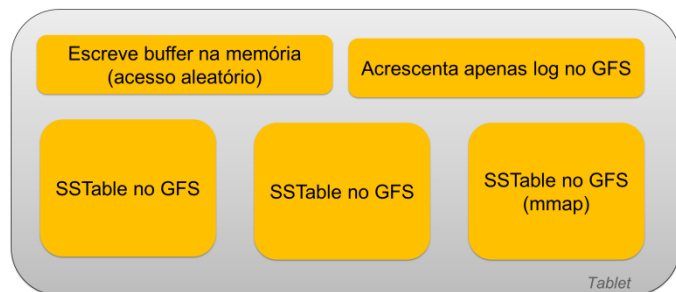 Escreve buffer na memória
(acesso aleatório)
Acrescenta apenas log no GFS
SSTable no GFS
SSTable no GFS
SSTable no GFS
(mmap)
Tablet